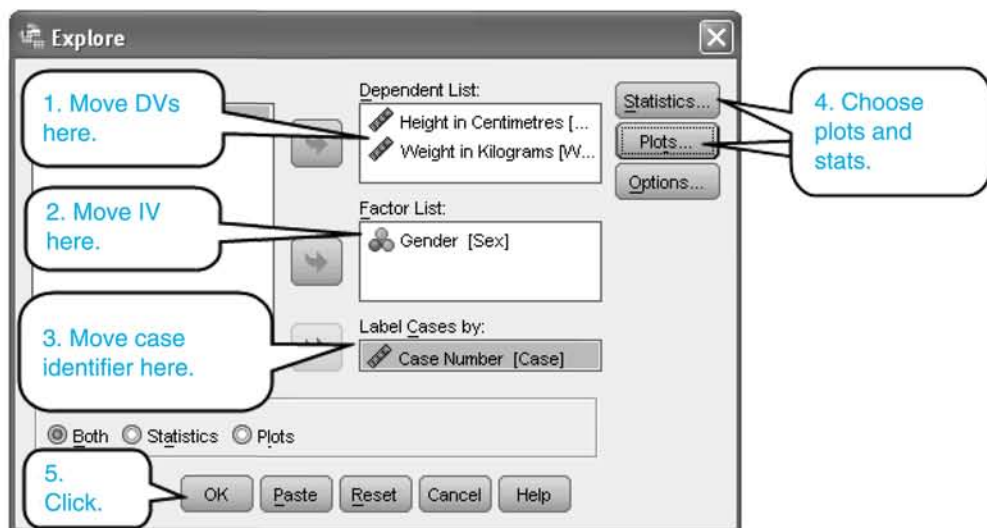 Explore
1. Move DVs
here.
Dependent List:
Height in Centimetres [...
Weight in Kilograms [W...
Statistics...
Plots...
Options...
4. Choose
plots and
stats.
2. Move IV
here.
Factor List:
Gender [Sex]
3. Move case
identifier here.
Label Cases by:
Case Number [Case]
Both Statistics Plots
5.
Click.
OK Paste Reset Cancel Help